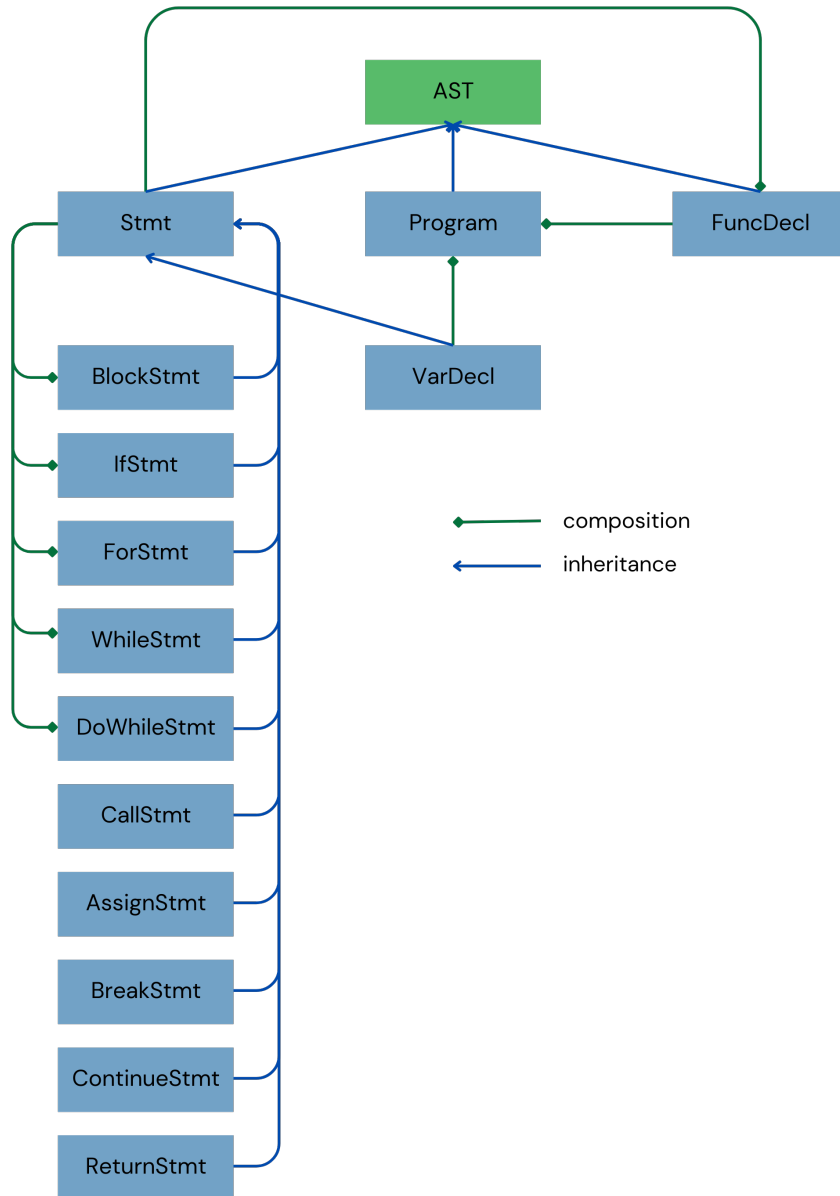 AST
Stmt
Program
FuncDecl
BlockStmt
VarDecl
IfStmt
composition
ForStmt
inheritance
WhileStmt
DoWhileStmt
CallStmt
AssignStmt
BreakStmt
ContinueStmt
ReturnStmt